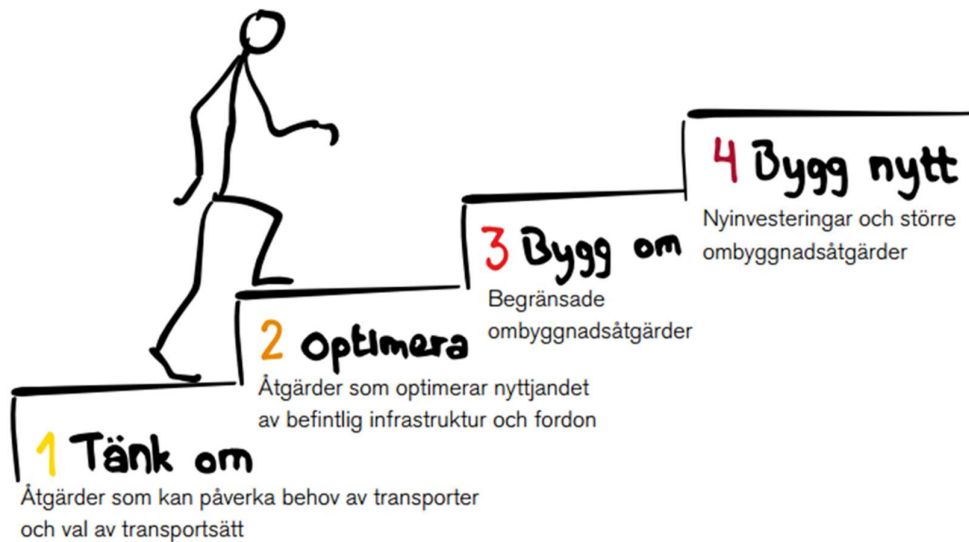 1 Tänk om
Åtgärder som kan påverka behov av transporter
och val av transportsätt
2 Optimera
Åtgärder som optimerar nyttjandet
av befintlig infrastruktur och fordon
3 Bygg om
Begränsade
ombyggnadsåtgärder
4 Bygg nytt
Nyinvesteringar och större
ombyggnadsåtgärder